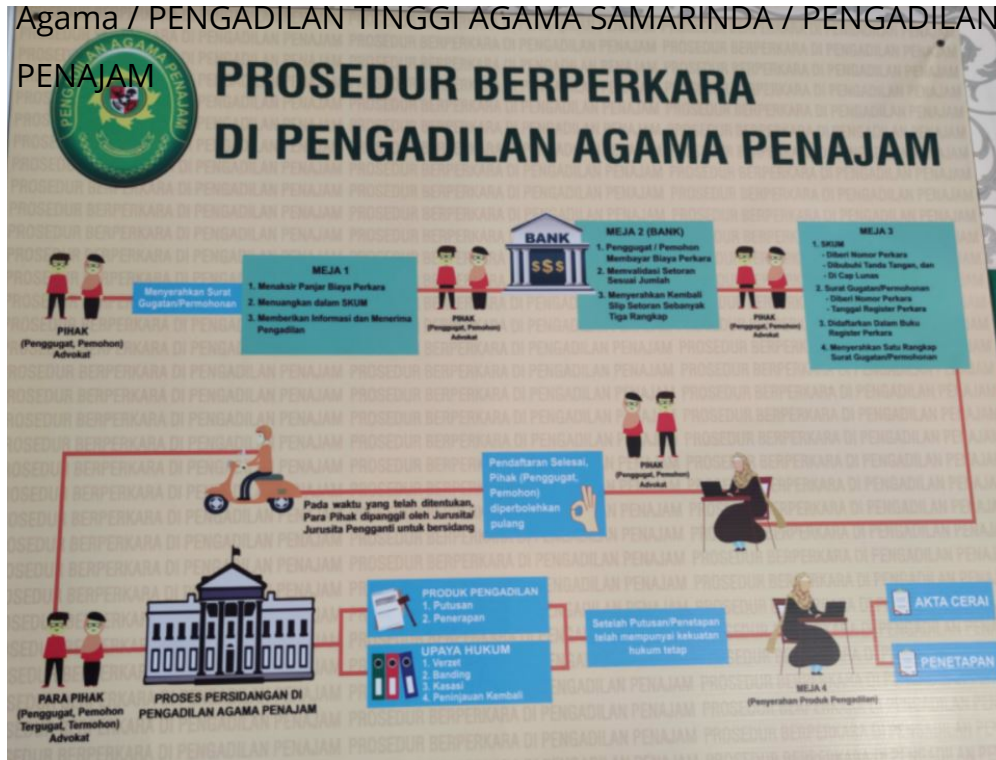 Agama / PENGADILAN TINGGI AGAMA SAMARINDA / PENGADILAN
PENAJAM
PENGADILAN AGAMA PENAJAM
PROSEDUR BERPERKARA
DI PENGADILAN AGAMA PENAJAM
PIHAK
(Penggugat, Pemohon)
Advokat
Menyerahkan Surat
Gugatan/Permohonan
MEJA 1
1. Menaksir Panjar Biaya Perkara
2. Menuangkan dalam SKUM
3. Memberikan Informasi dan Menerima
Pengadilan
PIHAK
(Penggugat, Pemohon)
Advokat
BANK
$$$
MEJA 2 (BANK)
1. Penggugat / Pemohon
Membayar Biaya Perkara
2. Memvalidasi Setoran
Sesuai Jumlah
3. Menyerahkan Kembali
Slip Setoran Sebanyak
Tiga Rangkap
PIHAK
(Penggugat, Pemohon)
Advokat
MEJA 3
1. SKUM
- Diberi Nomor Perkara
- Dibubuhi Tanda Tangan, dan
- Di Cap Lunas
2. Surat Gugatan/Permohonan
- Diberi Nomor Perkara
- Tanggal Register Perkara
3. Didaftarkan Dalam Buku
Register Perkara
4. Menyerahkan Satu Rangkap
Surat Gugatan/Permohonan
PIHAK
(Penggugat, Pemohon)
Advokat
Pendaftaran Selesai,
Pihak (Penggugat,
Pemohon)
diperbolehkan
pulang
Pada waktu yang telah ditentukan,
Para Pihak dipanggil oleh Jurusita/
Jurusita Pengganti untuk bersidang
PARA PIHAK
(Penggugat, Pemohon
Tergugat, Termohon)
Advokat
PROSES PERSIDANGAN DI
PENGADILAN AGAMA PENAJAM
PRODUK PENGADILAN
1. Putusan
2. Penerapan
UPAYA HUKUM
1. Verzet
2. Banding
3. Kasasi
4. Peninjauan Kembali
Setelah Putusan/Penetapan
telah mempunyai kekuatan
hukum tetap
MEJA 4
(Penyerahan Produk Pengadilan)
AKTA CERAI
PENETAPAN